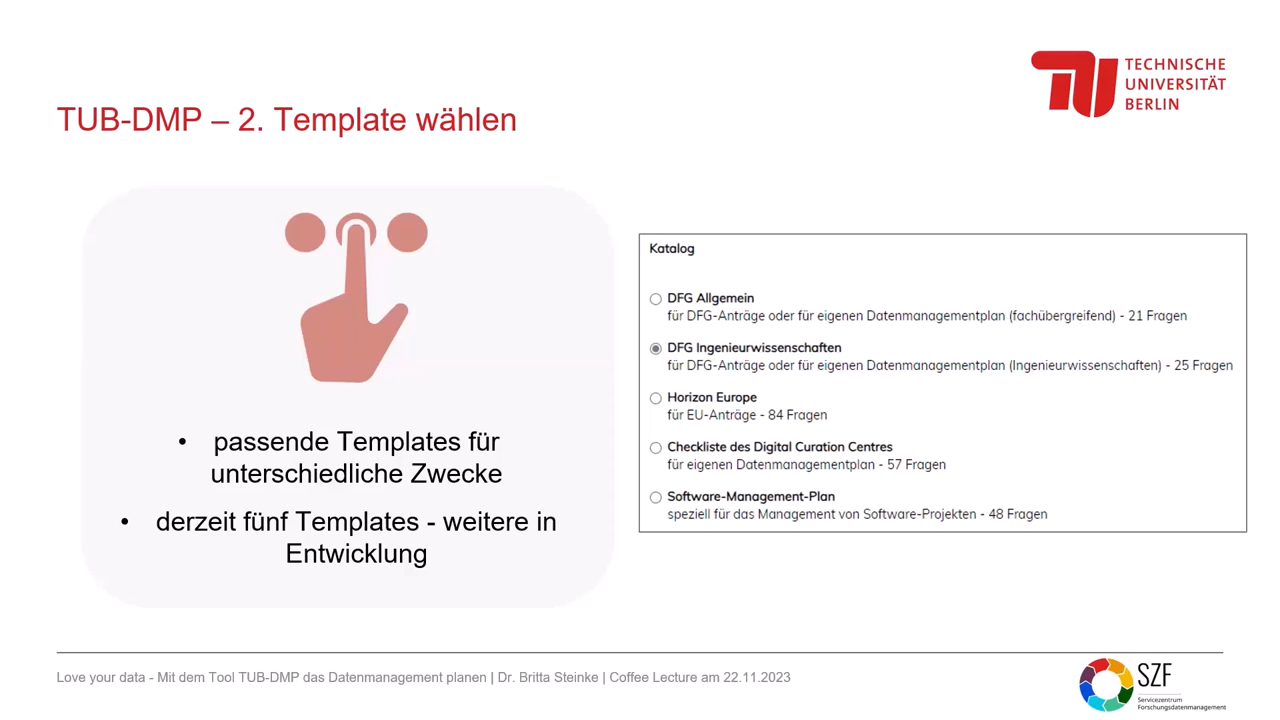 TECHNISCHE
UNIVERSITÄT
BERLIN
TUB-DMP – 2. Template wählen
• passende Templates für
unterschiedliche Zwecke
• derzeit fünf Templates - weitere in
Entwicklung
Katalog
DFG Allgemein
für DFG-Anträge oder für eigenen Datenmanagementplan (fachübergreifend) - 21 Fragen
DFG Ingenieurwissenschaften
für DFG-Anträge oder für eigenen Datenmanagementplan (Ingenieurwissenschaften) - 25 Fragen
Horizon Europe
für EU-Anträge - 84 Fragen
Checkliste des Digital Curation Centres
für eigenen Datenmanagementplan - 57 Fragen
Software-Management-Plan
speziell für das Management von Software-Projekten - 48 Fragen
Love your data - Mit dem Tool TUB-DMP das Datenmanagement planen | Dr. Britta Steinke | Coffee Lecture am 22.11.2023
SZF
Servicezentrum
Forschungsdatenmanagement